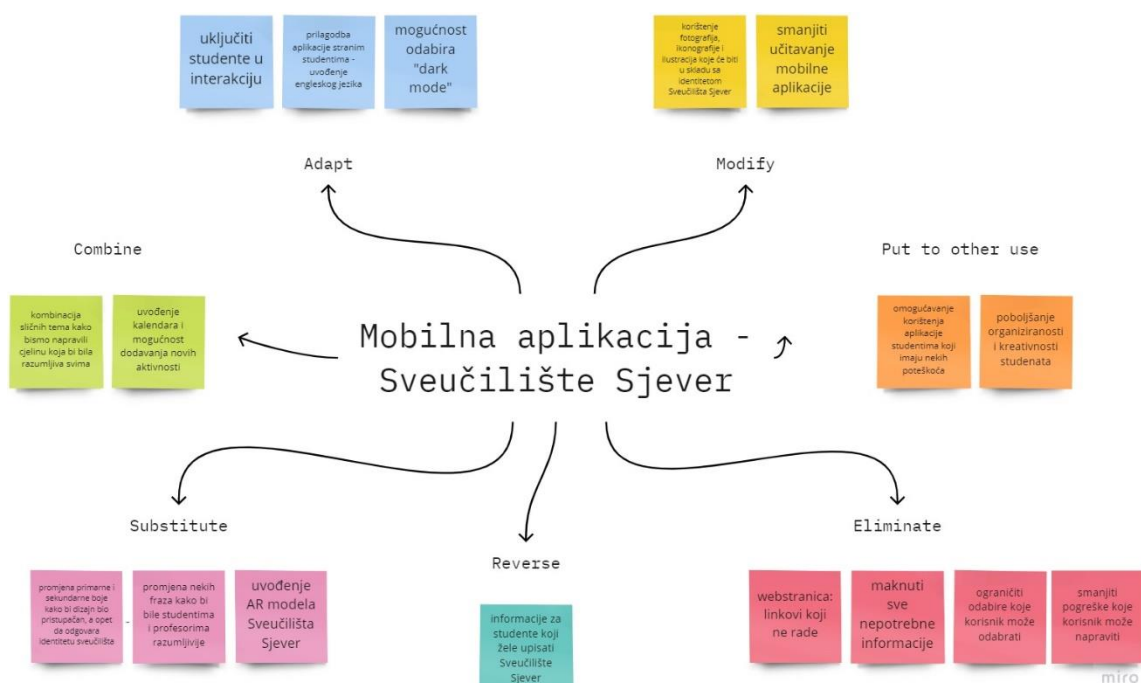 uključiti
studente u
interakciju
prilagodba
aplikacije stranim
studentima -
uvođenje
engleskog jezika
mogućnost
odabira
"dark
mode"
korištenje
fotografija,
ikonografije i
ilustracija koje će biti
u skladu sa
identitetom
Sveučilišta Sjever
smanjiti
učitavanje
mobilne
aplikacije
Adapt
Modify
Combine
Put to other use
kombinacija
sličnih tema kako
bismo napravili
cjelinu koja bi bila
razumljiva svima
uvođenje
kalendara i
mogućnost
dodavanja novih
aktivnosti
Mobilna aplikacija -
Sveučilište Sjever
omogućavanje
korištenja
aplikacije
studentima koji
imaju nekih
poteškoća
poboljšanje
organiziranosti
i kreativnosti
studenata
Substitute
Reverse
Eliminate
promjena primarne i
sekundarne boje
kako bi dizajn bio
pristupačan, a opet
da odgovara
identitetu sveučilišta
-
promjena nekih
fraza kako bi
bile studentima
i profesorima
razumljivije
uvođenje
AR modela
Sveučilišta
Sjever
informacije za
studente koji
žele upisati
Sveučilište
Sjever
webstranica:
linkovi koji
ne rade
maknuti
sve
nepotrebne
informacije
ograničiti
odabire koje
korisnik može
odabrati
smanjiti
pogreške koje
korisnik može
napraviti
miro